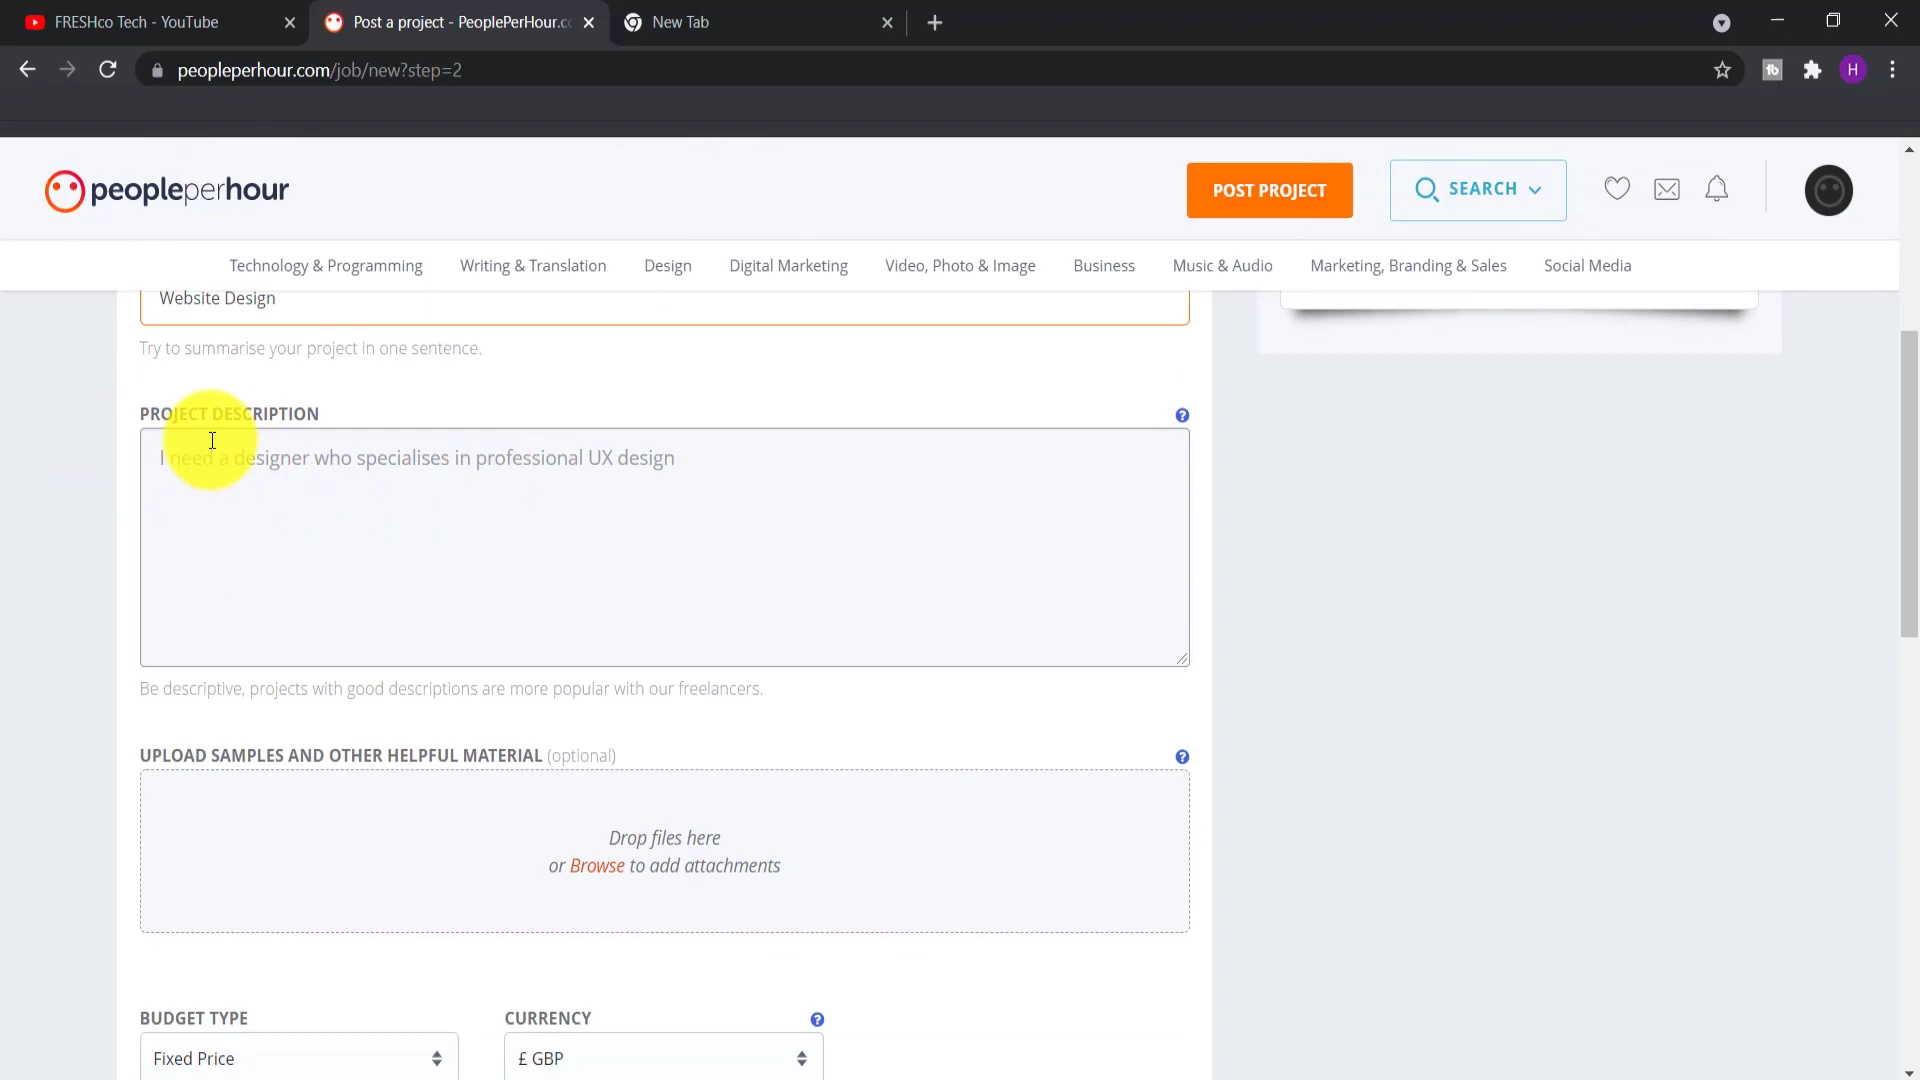 FRESHco Tech - YouTube
Post a project - PeoplePerHour.c
New Tab
peopleperhour.com/job/new?step=2
H
peopleperhour
POST PROJECT
SEARCH
Technology & Programming
Writing & Translation
Design
Digital Marketing
Video, Photo & Image
Business
Music & Audio
Marketing, Branding & Sales
Social Media
Website Design
Try to summarise your project in one sentence.
PROJECT DESCRIPTION
I need a designer who specialises in professional UX design
Be descriptive, projects with good descriptions are more popular with our freelancers.
UPLOAD SAMPLES AND OTHER HELPFUL MATERIAL (optional)
Drop files here
or Browse to add attachments
BUDGET TYPE
CURRENCY
Fixed Price
£ GBP